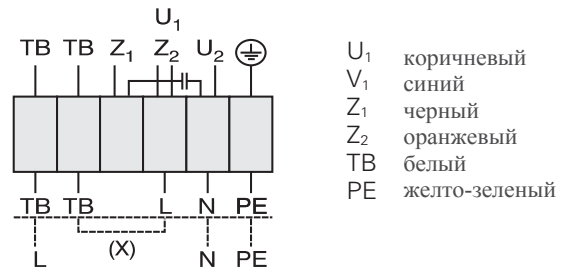 U₁
TB TB Z₁ Z₂ U₂
TB TB L N PE
(X)
L N PE
U₁ коричневый
V₁ синий
Z₁ черный
Z₂ оранжевый
TB белый
PE желто-зеленый